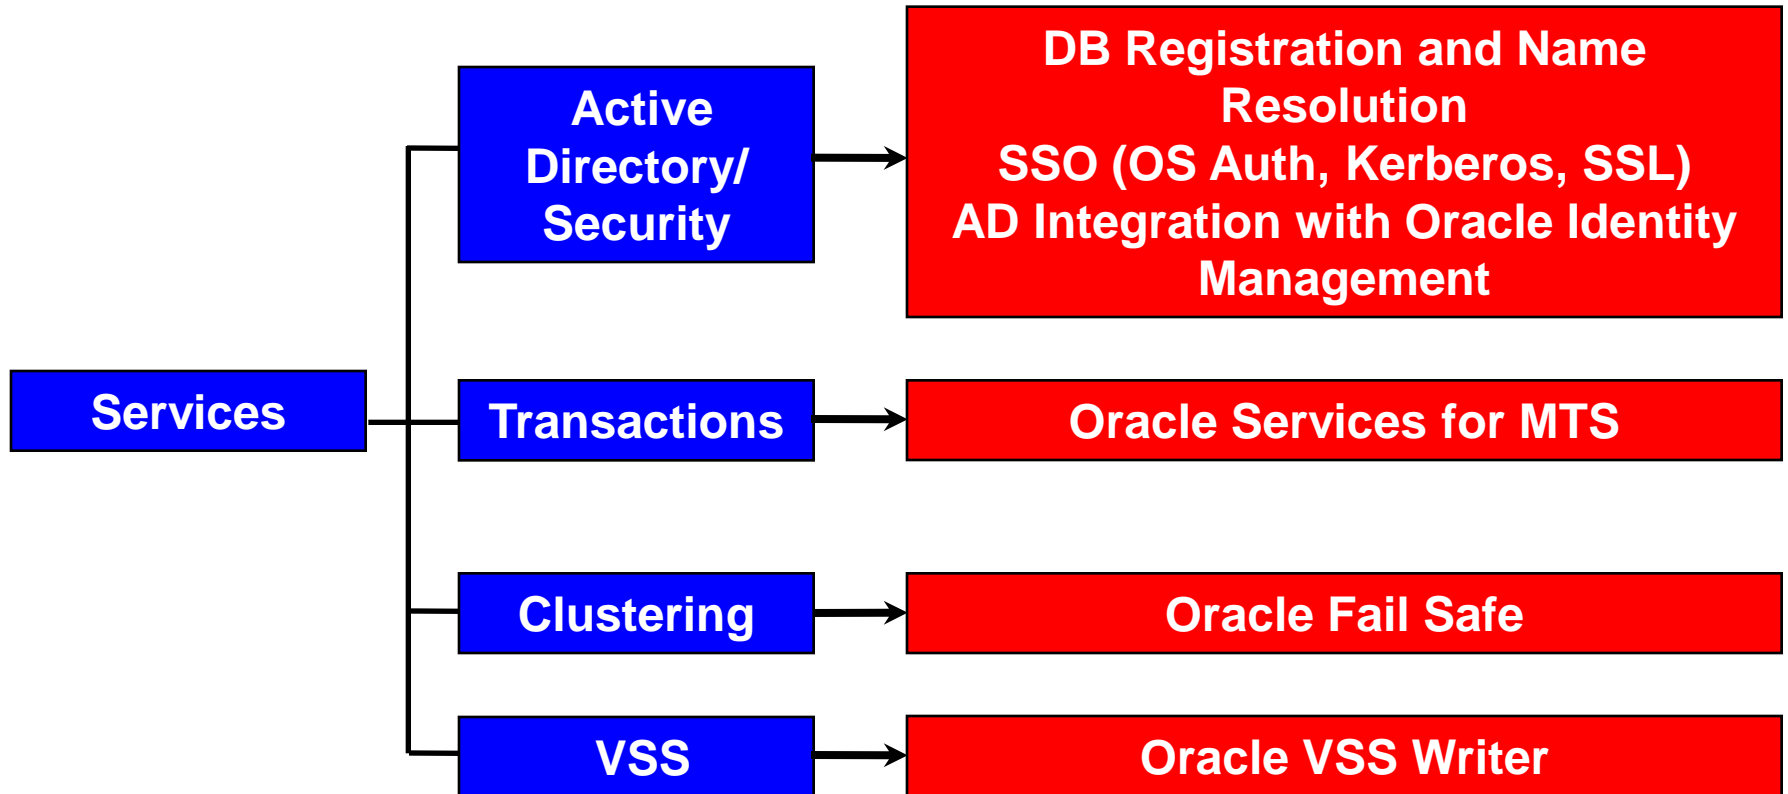 Services
Active
Directory/
Security
DB Registration and Name
Resolution
SSO (OS Auth, Kerberos, SSL)
AD Integration with Oracle Identity
Management
Transactions
Oracle Services for MTS
Clustering
Oracle Fail Safe
VSS
Oracle VSS Writer